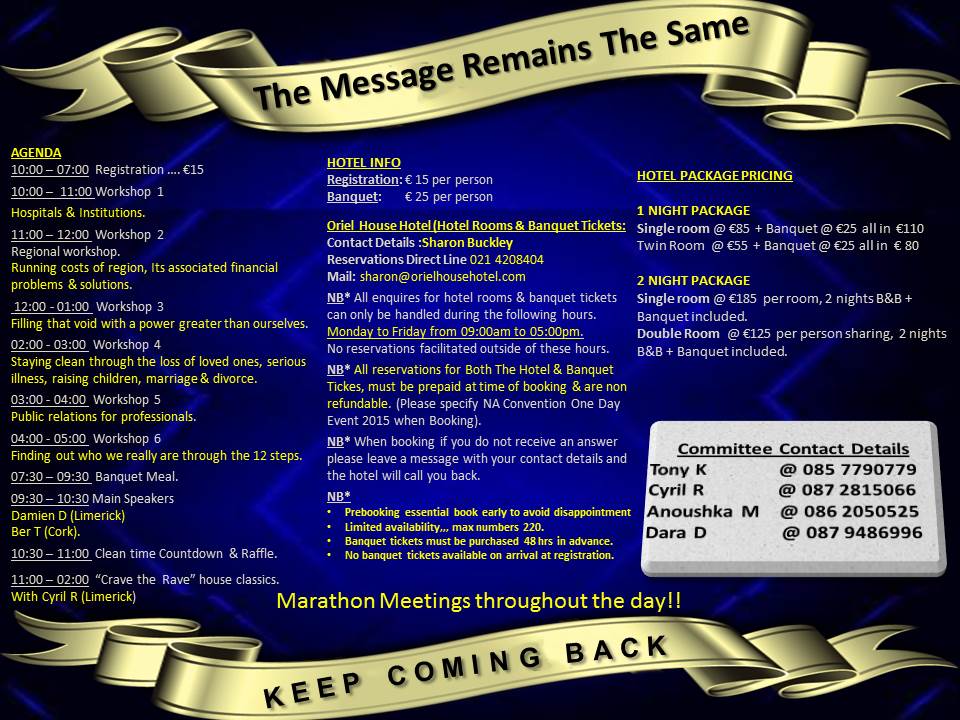 The Message Remains The Same
AGENDA
10:00 – 07:00 Registration .... €15
10:00 – 11:00 Workshop 1
Hospitals & Institutions.
11:00 – 12:00 Workshop 2
Regional workshop.
Running costs of region, Its associated financial
problems & solutions.
12:00 - 01:00 Workshop 3
Filling that void with a power greater than ourselves.
02:00 - 03:00 Workshop 4
Staying clean through the loss of loved ones, serious
illness, raising children, marriage & divorce.
03:00 - 04:00 Workshop 5
Public relations for professionals.
04:00 - 05:00 Workshop 6
Finding out who we really are through the 12 steps.
07:30 – 09:30 Banquet Meal.
09:30 – 10:30 Main Speakers
Damien D (Limerick)
Ber T (Cork).
10:30 – 11:00 Clean time Countdown & Raffle.
11:00 – 02:00 “Crave the Rave” house classics.
With Cyril R (Limerick)
HOTEL INFO
Registration: € 15 per person
Banquet: € 25 per person
Oriel House Hotel (Hotel Rooms & Banquet Tickets:
Contact Details :Sharon Buckley
Reservations Direct Line 021 4208404
Mail: sharon@orielhousehotel.com
NB* All enquires for hotel rooms & banquet tickets
can only be handled during the following hours.
Monday to Friday from 09:00am to 05:00pm.
No reservations facilitated outside of these hours.
NB* All reservations for Both The Hotel & Banquet
Tickes, must be prepaid at time of booking & are non
refundable. (Please specify NA Convention One Day
Event 2015 when Booking).
NB* When booking if you do not receive an answer
please leave a message with your contact details and
the hotel will call you back.
NB*
• Prebooking essential book early to avoid disappointment
• Limited availability,,, max numbers 220.
• Banquet tickets must be purchased 48 hrs in advance.
• No banquet tickets available on arrival at registration.
HOTEL PACKAGE PRICING
1 NIGHT PACKAGE
Single room @ €85 + Banquet @ €25 all in €110
Twin Room @ €55 + Banquet @ €25 all in € 80
2 NIGHT PACKAGE
Single room @ €185 per room, 2 nights B&B +
Banquet included.
Double Room @ €125 per person sharing, 2 nights
B&B + Banquet included.
Committee Contact Details
Tony K @ 085 7790779
Cyril R @ 087 2815066
Anoushka M @ 086 2050525
Dara D @ 087 9486996
Marathon Meetings throughout the day!!
KEEP COMING BACK